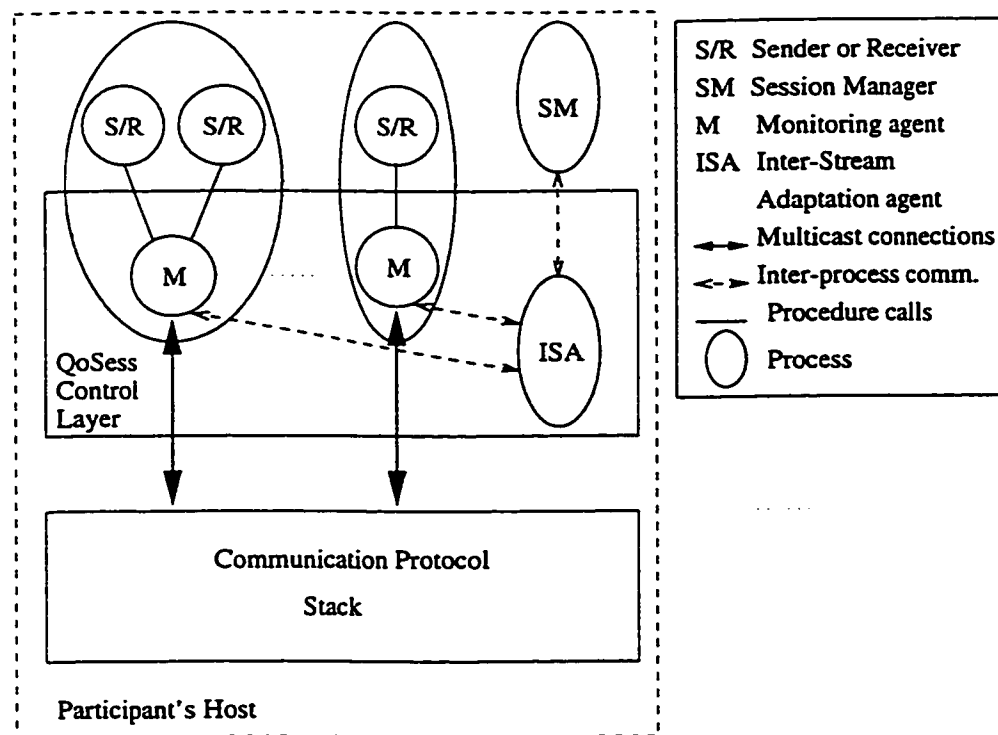 S/R
S/R
S/R
SM
M
M
ISA
QoSess
Control
Layer
Communication Protocol
Stack
Participant's Host
S/R Sender or Receiver
SM Session Manager
M Monitoring agent
ISA Inter-Stream
Adaptation agent
Multicast connections
Inter-process comm.
Procedure calls
Process